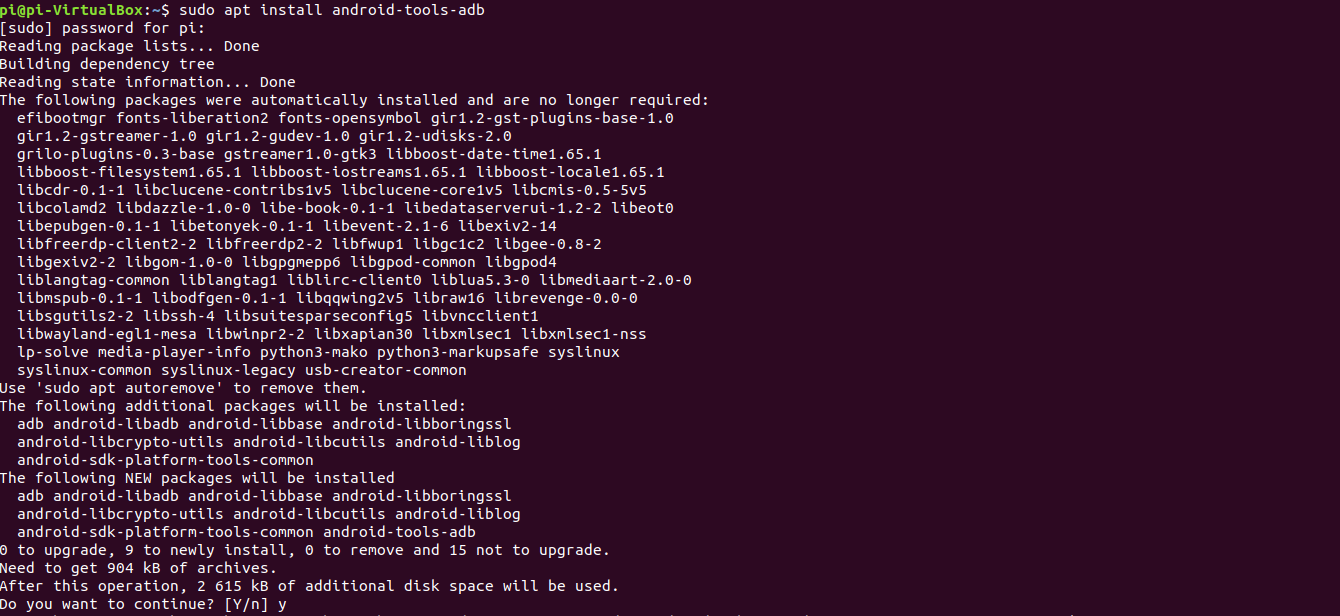 pi@pi-VirtualBox:~$ sudo apt install android-tools-adb
[sudo] password for pi:
Reading package lists... Done
Building dependency tree
Reading state information... Done
The following packages were automatically installed and are no longer required:
  efibootmgr fonts-liberation2 fonts-opensymbol gir1.2-gst-plugins-base-1.0
  gir1.2-gstreamer-1.0 gir1.2-gudev-1.0 gir1.2-udisks-2.0
  grilo-plugins-0.3-base gstreamer1.0-gtk3 libboost-date-time1.65.1
  libboost-filesystem1.65.1 libboost-iostreams1.65.1 libboost-locale1.65.1
  libcdr-0.1-1 libclucene-contribs1v5 libclucene-core1v5 libcmis-0.5-5v5
  libcolamd2 libdazzle-1.0-0 libe-book-0.1-1 libedataserverui-1.2-2 libeot0
  libepubgen-0.1-1 libetonyek-0.1-1 libevent-2.1-6 libexiv2-14
  libfreerdp-client2-2 libfreerdp2-2 libfwup1 libgc1c2 libgee-0.8-2
  libgexiv2-2 libgom-1.0-0 libgpgmepp6 libgpod-common libgpod4
  liblangtag-common liblangtag1 liblirc-client0 liblua5.3-0 libmediaart-2.0-0
  libmspub-0.1-1 libodfgen-0.1-1 libqqwing2v5 libraw16 librevenge-0.0-0
  libsgutils2-2 libssh-4 libsuitesparseconfig5 libvncclient1
  libwayland-egl1-mesa libwinpr2-2 libxapian30 libxmlsec1 libxmlsec1-nss
  lp-solve media-player-info python3-mako python3-markupsafe syslinux
  syslinux-common syslinux-legacy usb-creator-common
Use 'sudo apt autoremove' to remove them.
The following additional packages will be installed:
  adb android-libadb android-libbase android-libboringssl
  android-libcrypto-utils android-libcutils android-liblog
  android-sdk-platform-tools-common
The following NEW packages will be installed
  adb android-libadb android-libbase android-libboringssl
  android-libcrypto-utils android-libcutils android-liblog
  android-sdk-platform-tools-common android-tools-adb
0 to upgrade, 9 to newly install, 0 to remove and 15 not to upgrade.
Need to get 904 kB of archives.
After this operation, 2 615 kB of additional disk space will be used.
Do you want to continue? [Y/n] y